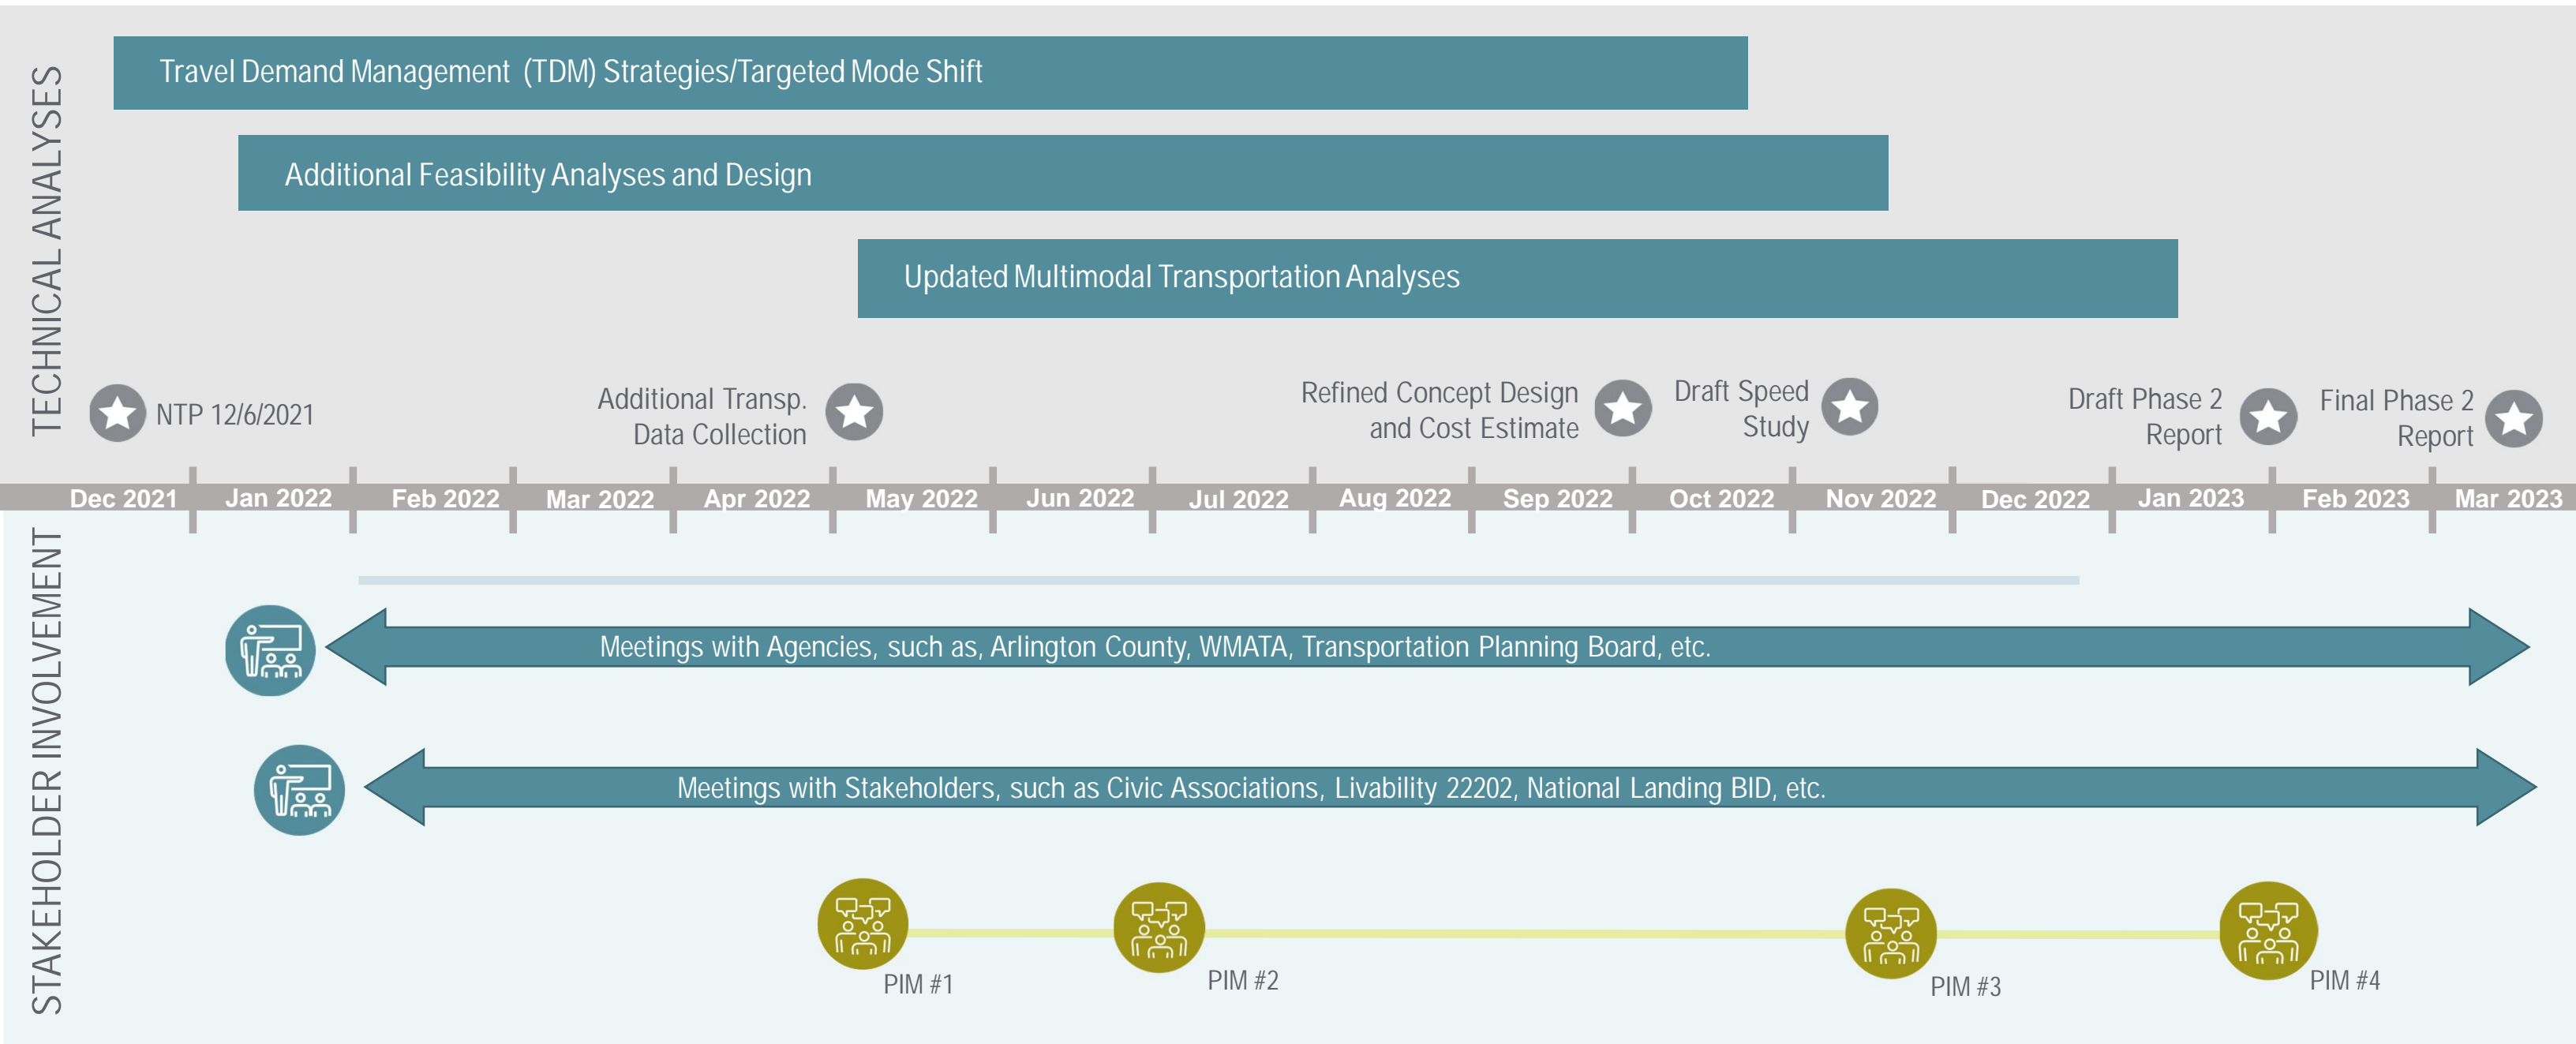 TECHNICAL ANALYSES
Travel Demand Management (TDM) Strategies/Targeted Mode Shift
Additional Feasibility Analyses and Design
Updated Multimodal Transportation Analyses
NTP 12/6/2021
Additional Transp.
Data Collection
Refined Concept Design
and Cost Estimate
Draft Speed
Study
Draft Phase 2
Report
Final Phase 2
Report
Dec 2021 Jan 2022 Feb 2022 Mar 2022 Apr 2022 May 2022 Jun 2022 Jul 2022 Aug 2022 Sep 2022 Oct 2022 Nov 2022 Dec 2022 Jan 2023 Feb 2023 Mar 2023
STAKEHOLDER INVOLVEMENT
Meetings with Agencies, such as, Arlington County, WMATA, Transportation Planning Board, etc.
Meetings with Stakeholders, such as Civic Associations, Livability 22202, National Landing BID, etc.
PIM #1
PIM #2
PIM #3
PIM #4